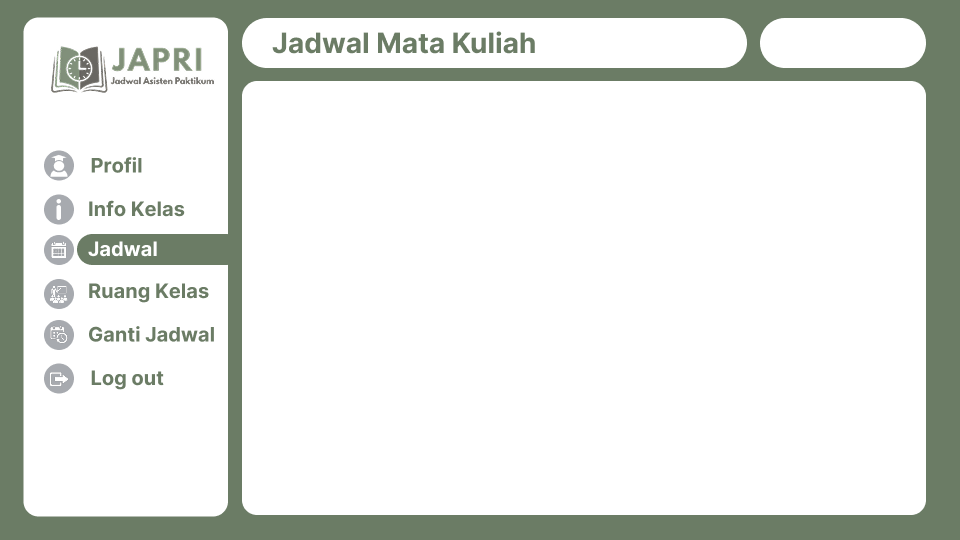 JAPRI
Jadwal Asisten Paktikum
Jadwal Mata Kuliah
Profil
Info Kelas
Jadwal
Ruang Kelas
Ganti Jadwal
Log out